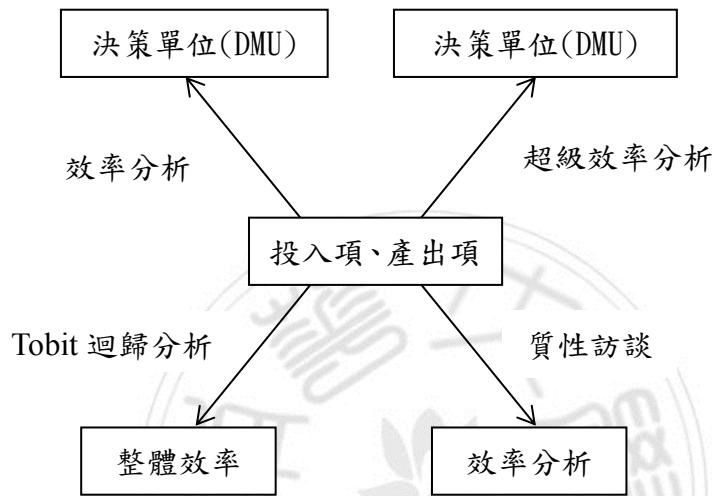 決策單位(DMU)
決策單位(DMU)
效率分析
超級效率分析
投入項、產出項
Tobit 迴歸分析
質性訪談
整體效率
效率分析